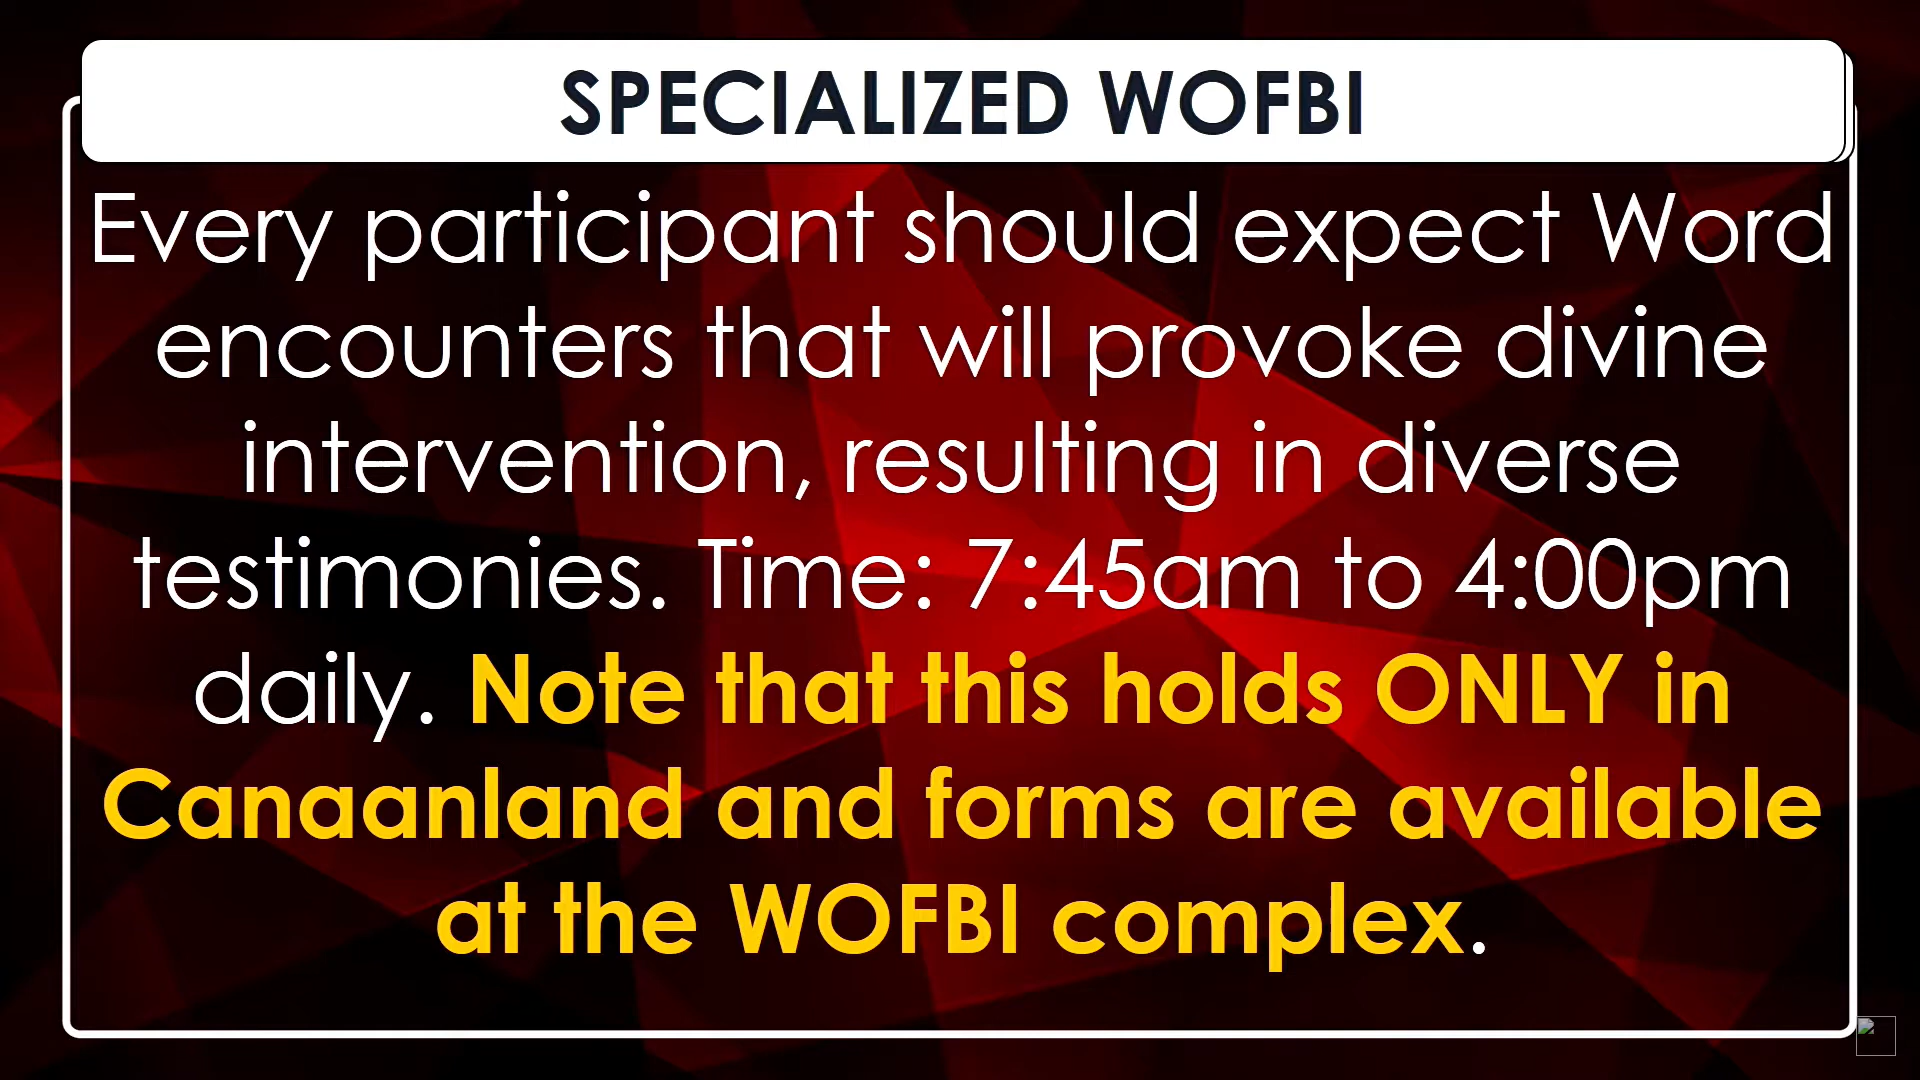 SPECIALIZED WOFBI
Every participant should expect Word
encounters that will provoke divine
intervention, resulting in diverse
testimonies. Time: 7:45am to 4:00pm
daily. Note that this holds ONLY in
Canaanland and forms are available
at the WOFBI complex.